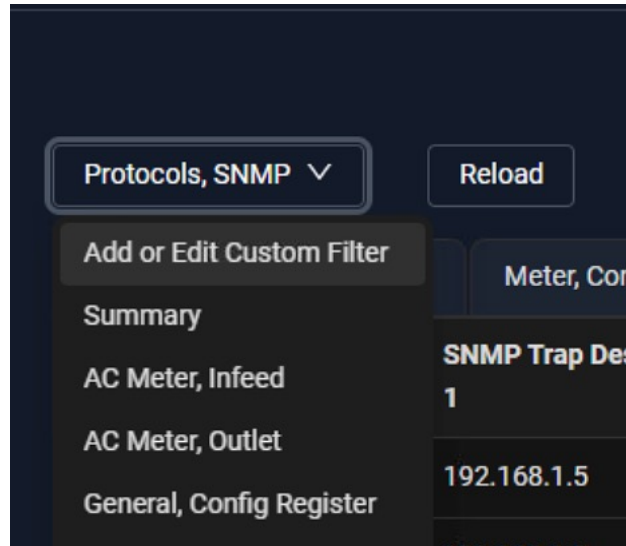 Protocols, SNMP
Reload
Add or Edit Custom Filter
Summary
AC Meter, Infeed
AC Meter, Outlet
General, Config Register
Meter,
SNMP Trap
1
192.168.1.5